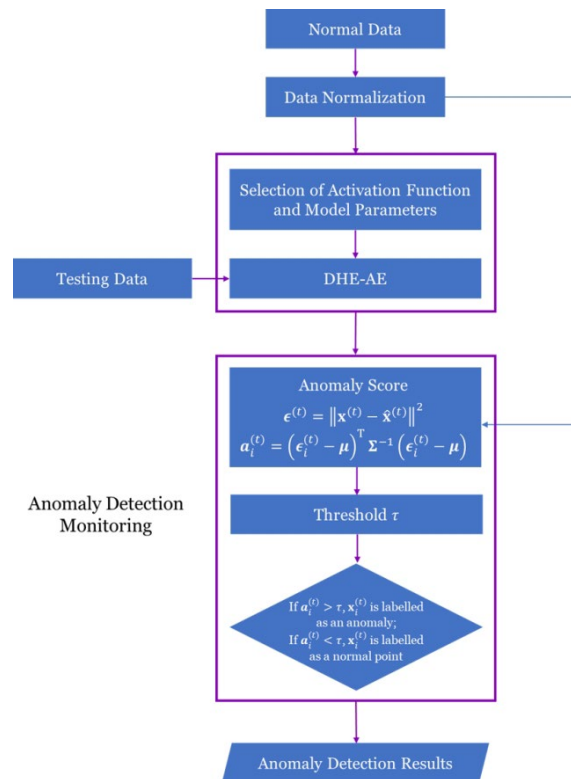 Normal Data
Data Normalization
Selection of Activation Function
and Model Parameters
Testing Data
DHE-AE
Anomaly Score
𝝐^(t) = ‖𝐱^(t) − 𝐱̂^(t)‖^2
𝒂_i^(t) = (𝝐_i^(t) − 𝝁)^T 𝚺^−1 (𝝐_i^(t) − 𝝁)
Anomaly Detection
Monitoring
Threshold τ
If 𝒂_i^(t) > τ, 𝐱_i^(t) is labelled
as an anomaly;
If 𝒂_i^(t) < τ, 𝐱_i^(t) is labelled
as a normal point
Anomaly Detection Results